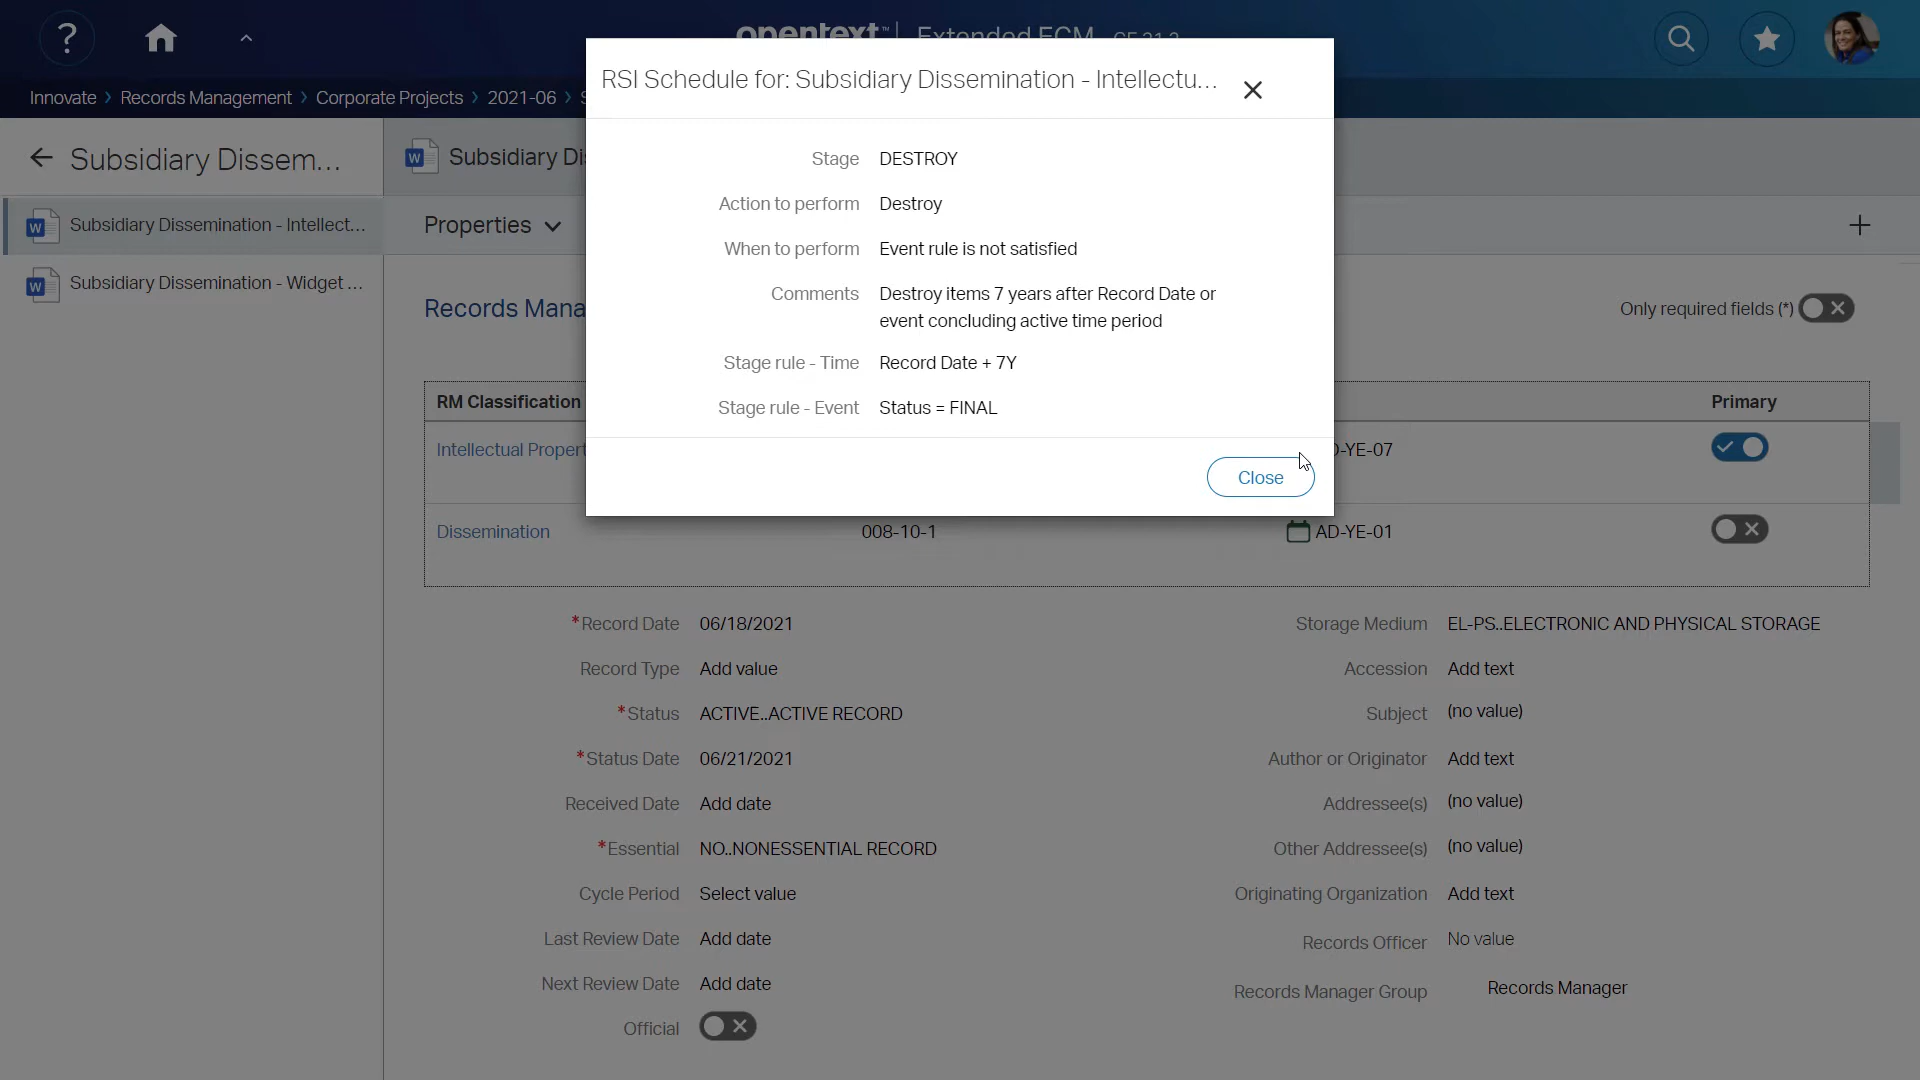 ?
opentext™ | Extended ECM CE 21.2
Innovate > Records Management > Corporate Projects > 2021-06 >
RSI Schedule for: Subsidiary Dissemination - Intellectu...
Stage DESTROY
Action to perform Destroy
When to perform Event rule is not satisfied
Comments Destroy items 7 years after Record Date or
event concluding active time period
Stage rule - Time Record Date + 7Y
Stage rule - Event Status = FINAL
Close
Subsidiary Dissem...
Subsidiary Dissemination - Intellect...
Subsidiary Dissemination - Widget ...
Subsidiary
Properties
Records
Only required fields (*)
RM Classification Primary
Intellectual -YE-07
Dissemination 008-10-1 AD-YE-01
*Record Date 06/18/2021
Record Type Add value
*Status ACTIVE..ACTIVE RECORD
*Status Date 06/21/2021
Received Date Add date
*Essential NO..NONESSENTIAL RECORD
Cycle Period Select value
Last Review Date Add date
Next Review Date Add date
Official
Storage Medium EL-PS..ELECTRONIC AND PHYSICAL STORAGE
Accession Add text
Subject (no value)
Author or Originator Add text
Addressee(s) (no value)
Other Addressee(s) (no value)
Originating Organization Add text
Records Officer No value
Records Manager Group Records Manager